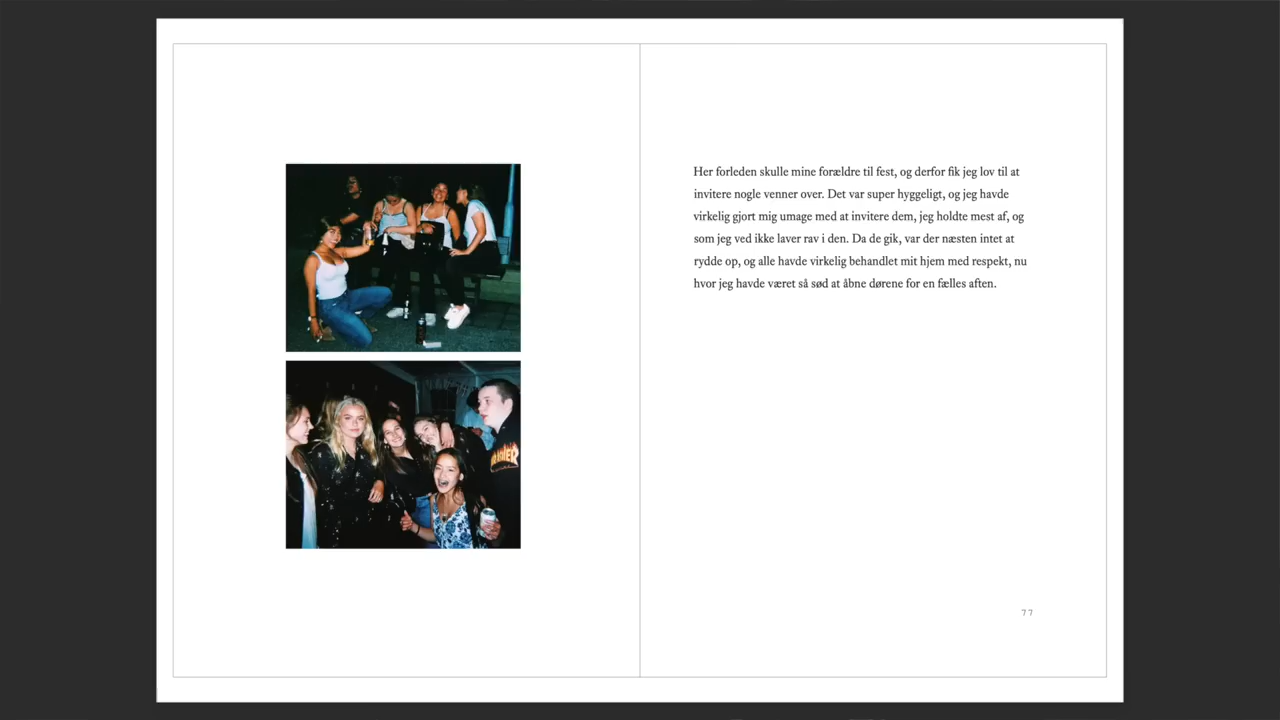 Her forleden skulle mine forældre til fest, og derfor fik jeg lov til at
invitere nogle venner over. Det var super hyggeligt, og jeg havde
virkelig gjort mig umage med at invitere dem, jeg holdte mest af, og
som jeg ved ikke laver rav i den. Da de gik, var der næsten intet at
rydde op, og alle havde virkelig behandlet mit hjem med respekt, nu
hvor jeg havde været så sød at åbne dørene for en fælles aften.
77